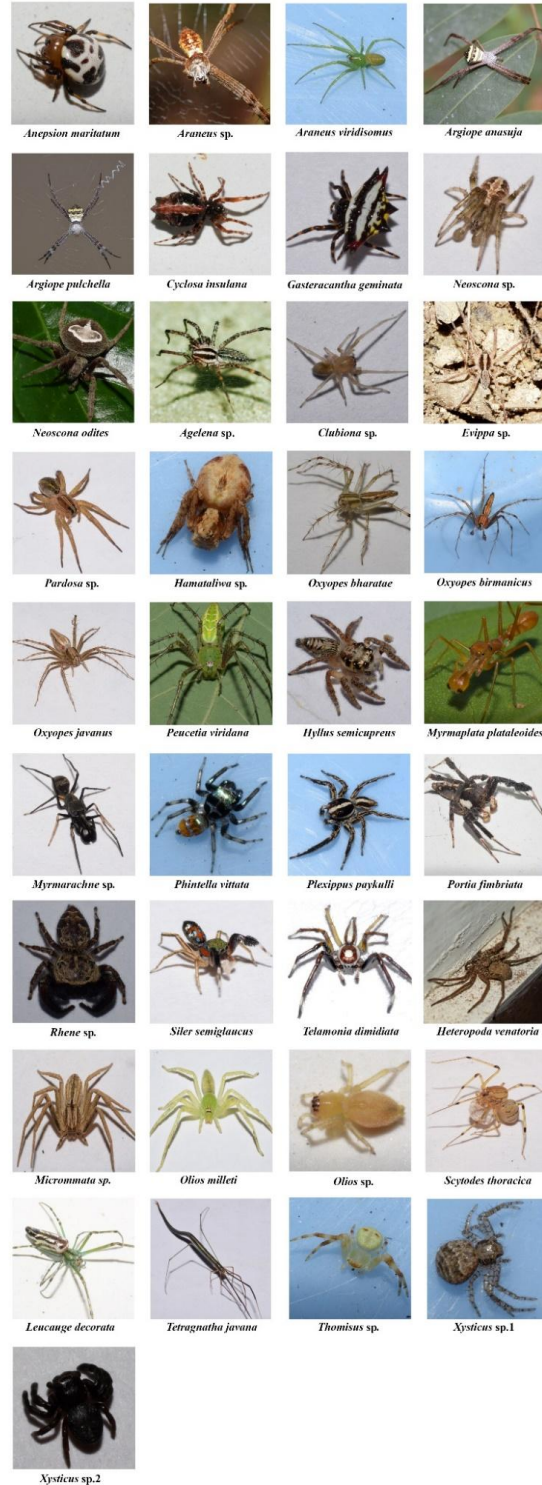 Anepsion maritatum
Araneus sp.
Araneus viridisomus
Argiope anasuja
Argiope pulchella
Cyclosa insulana
Gasteracantha geminata
Neoscona sp.
Neoscona odites
Agelena sp.
Clubiona sp.
Evippa sp.
Pardosa sp.
Hamataliwa sp.
Oxyopes bharatae
Oxyopes birmanicus
Oxyopes javanus
Peucetia viridana
Hyllus semicupreus
Myrmaplata plataleoides
Myrmarachne sp.
Phintella vittata
Plexippus paykulli
Portia fimbriata
Rhene sp.
Siler semiglaucus
Telamonia dimidiata
Heteropoda venatoria
Micrommata sp.
Olios milleti
Olios sp.
Scytodes thoracica
Leucauge decorata
Tetragnatha javana
Thomisus sp.
Xysticus sp.1
Xysticus sp.2